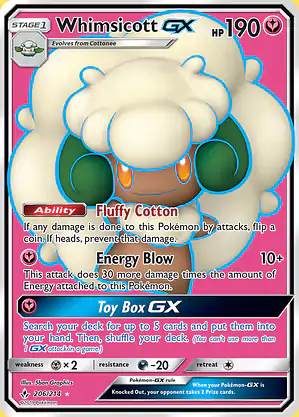 STAGE 1 Whimsicott GX HP 190
Evolves from Cottonee
Ability Fluffy Cotton
If any damage is done to this Pokémon by attacks, flip a
coin. If heads, prevent that damage.
Energy Blow 10+
This attack does 30 more damage times the amount of
Energy attached to this Pokémon.
Toy Box GX
Search your deck for up to 5 cards and put them into your
hand. Then, shuffle your deck. (You can't use more than
1 GX attack in a game.)
weakness ×2 resistance -20 retreat
Illus. 5ban Graphics
Pokémon-GX rule
When your Pokémon-GX is
Knocked Out, your opponent takes 2 Prize cards.
206/214